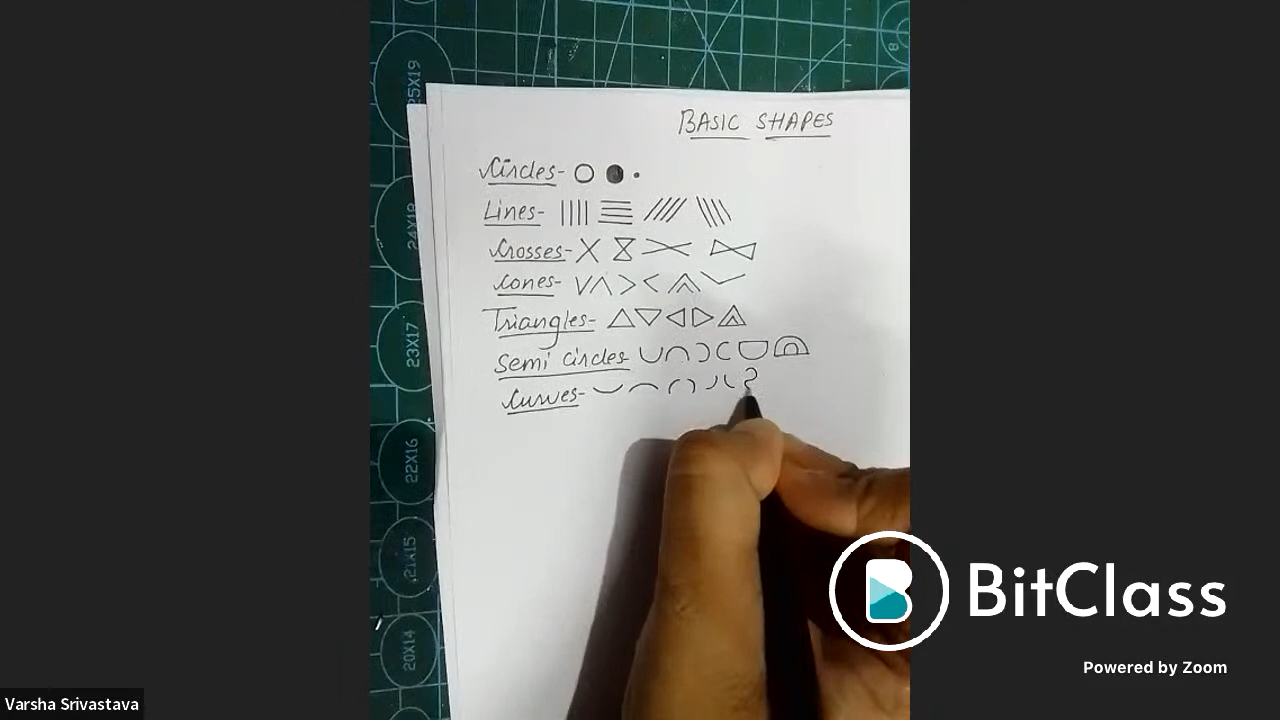 BASIC SHAPES
Circles-
Lines-
Crosses-
Cones-
Triangles-
Semi circles-
Curves-
25X19
24X18
23X17
22X16
21X15
20X14
8
BitClass
Powered by Zoom
Varsha Srivastava